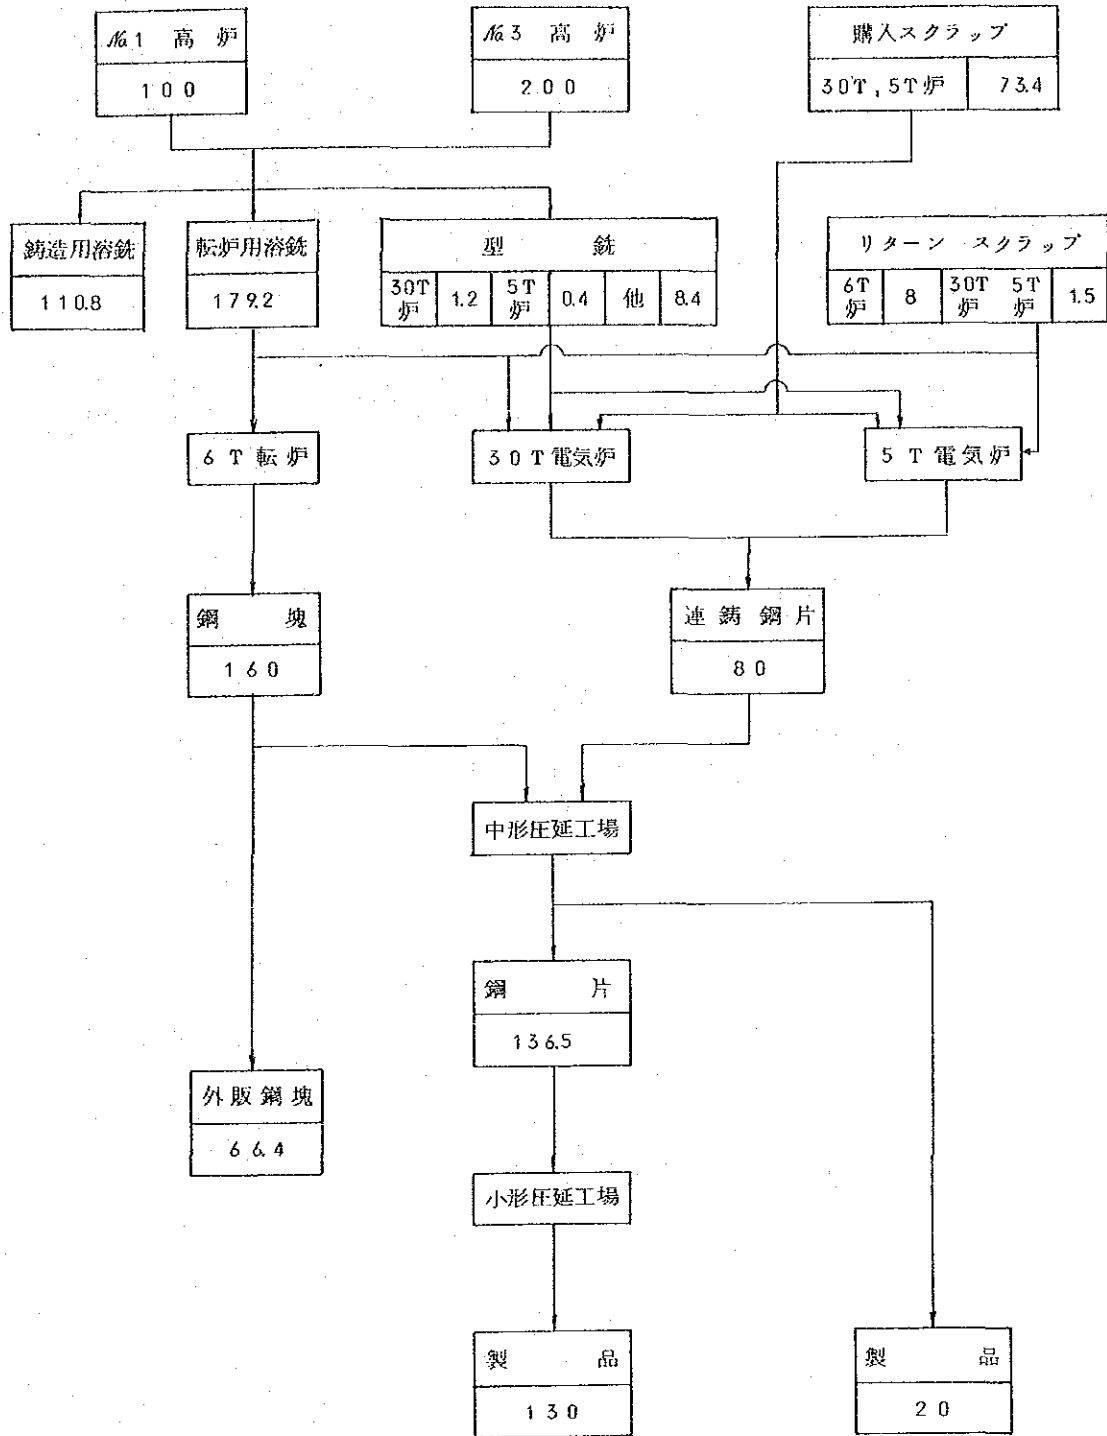 №1 高炉
100
№3 高炉
200
購入スクラップ
30T,5T炉 73.4
鋳造用溶銑
110.8
転炉用溶銑
179.2
型銑
30T炉 1.2 5T炉 0.4 他 8.4
リターン スクラップ
6T炉 8 30T炉 5T炉 1.5
6T転炉
30T電気炉
5T電気炉
鋼塊
160
連鋳鋼片
80
中形圧延工場
鋼片
136.5
外販鋼塊
66.4
小形圧延工場
製品
130
製品
20